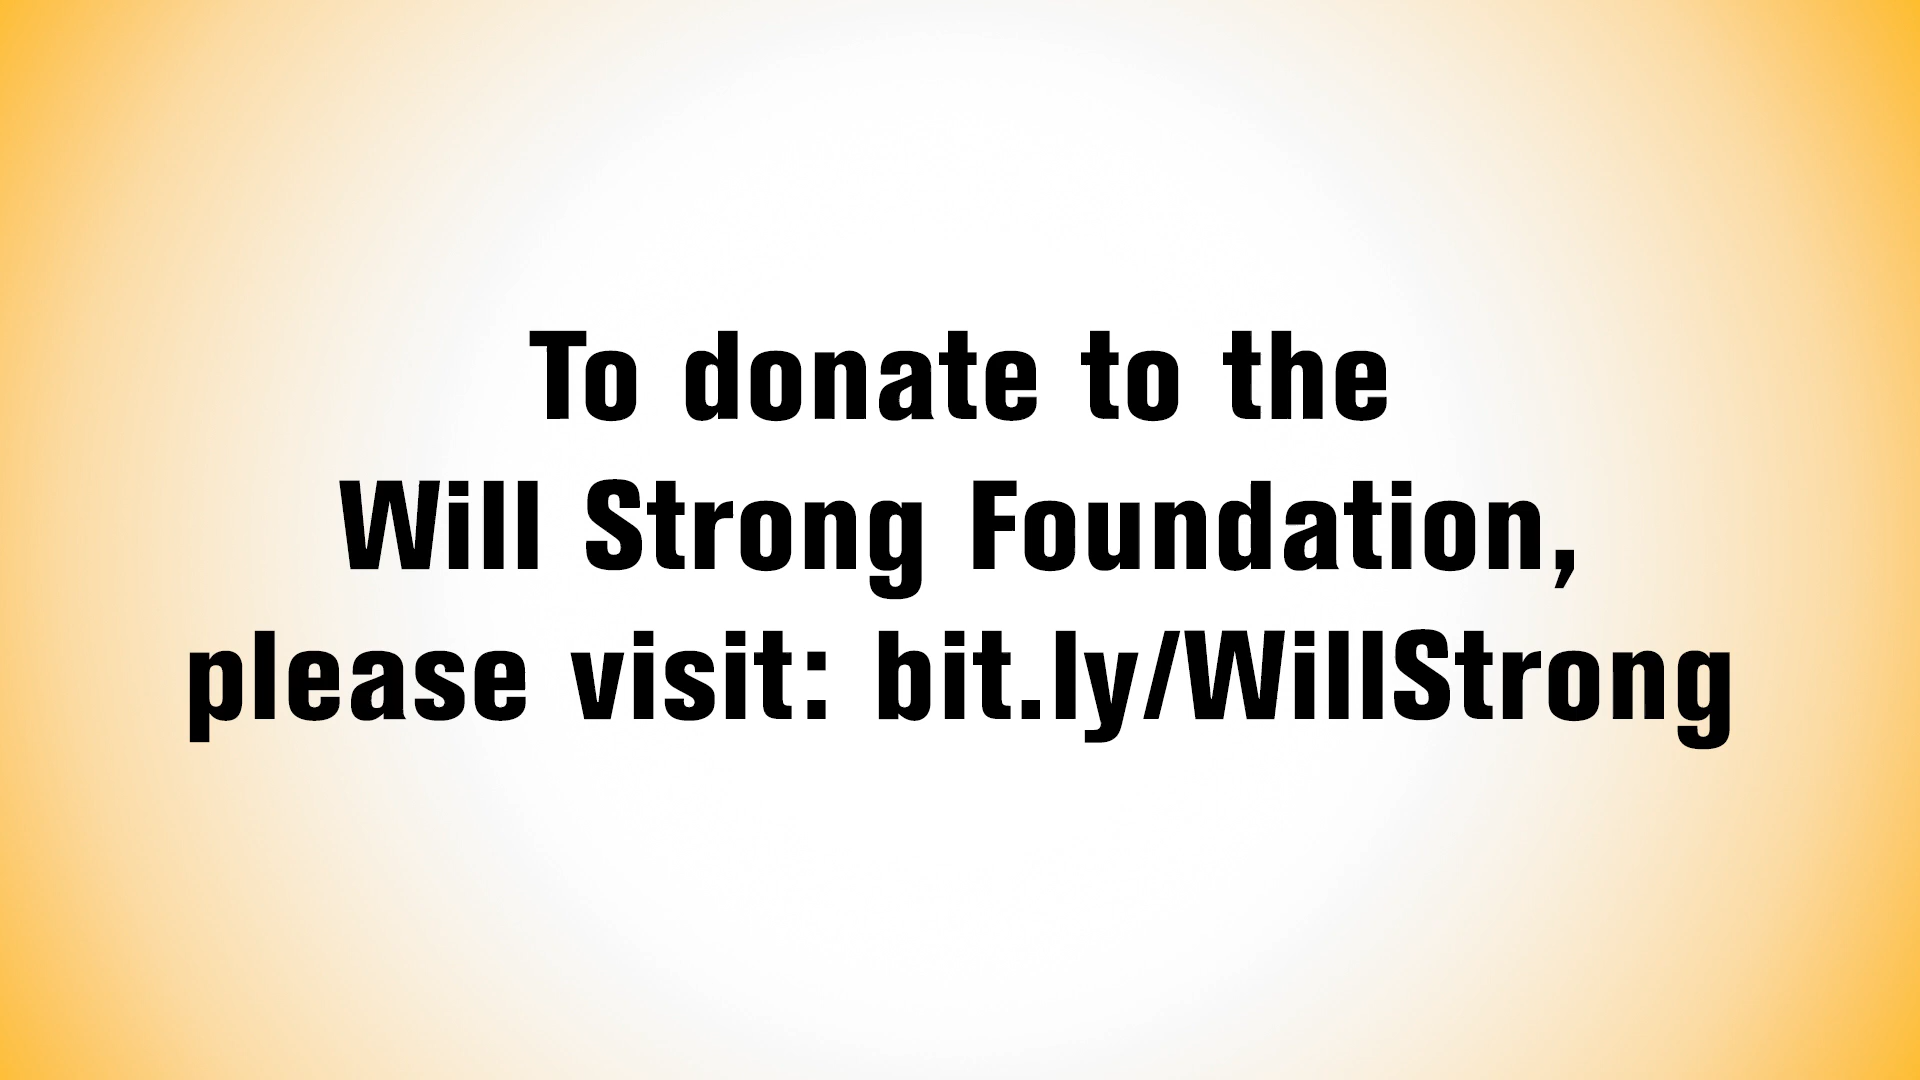 To donate to the
Will Strong Foundation,
please visit: bit.ly/WillStrong